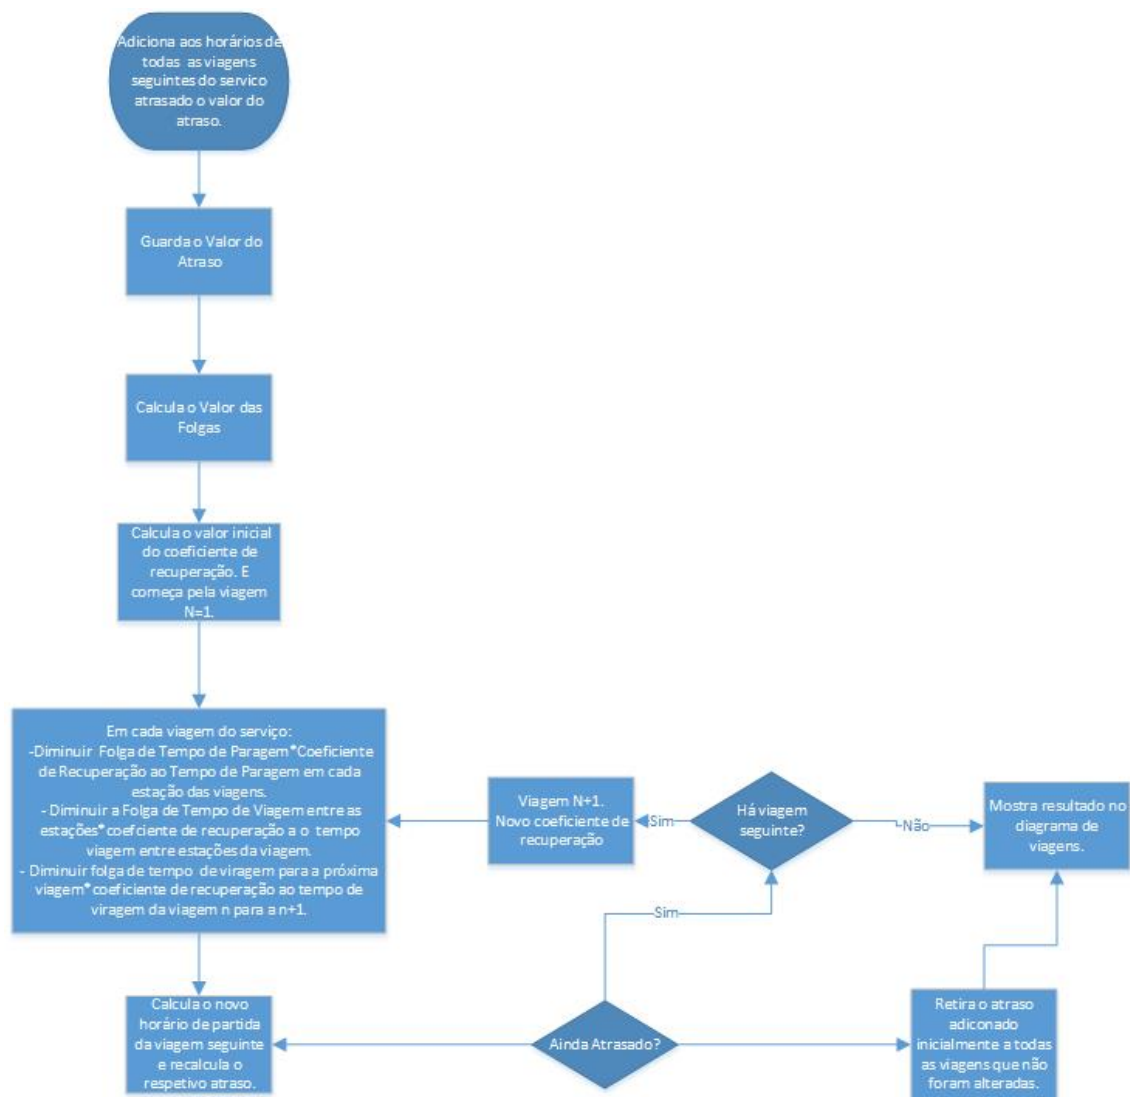 Adiciona aos horários de
todas as viagens
seguintes do servico
atrasado o valor do
atraso.
Guarda o Valor do
Atraso
Calcula o Valor das
Folgas
Calcula o valor inicial
do coeficiente de
recuperação. E
começa pela viagem
N=1.
Em cada viagem do serviço:
-Diminuir Folga de Tempo de Paragem*Coeficiente
de Recuperação ao Tempo de Paragem em cada
estação das viagens.
- Diminuir a Folga de Tempo de Viagem entre as
estações*coeficiente de recuperação a o tempo
viagem entre estações da viagem.
- Diminuir folga de tempo de viragem para a próxima
viagem*coeficiente de recuperação ao tempo de
viragem da viagem n para a n+1.
Viagem N+1.
Novo coeficiente de
recuperação
Sim
Há viagem
seguinte?
Não
Mostra resultado no
diagrama de
viagens.
Sim
Calcula o novo
horário de partida
da viagem seguinte
e recalcula o
respetivo atraso.
Ainda Atrasado?
Retira o atraso
adiconado
inicialmente a todas
as viagens que não
foram alteradas.